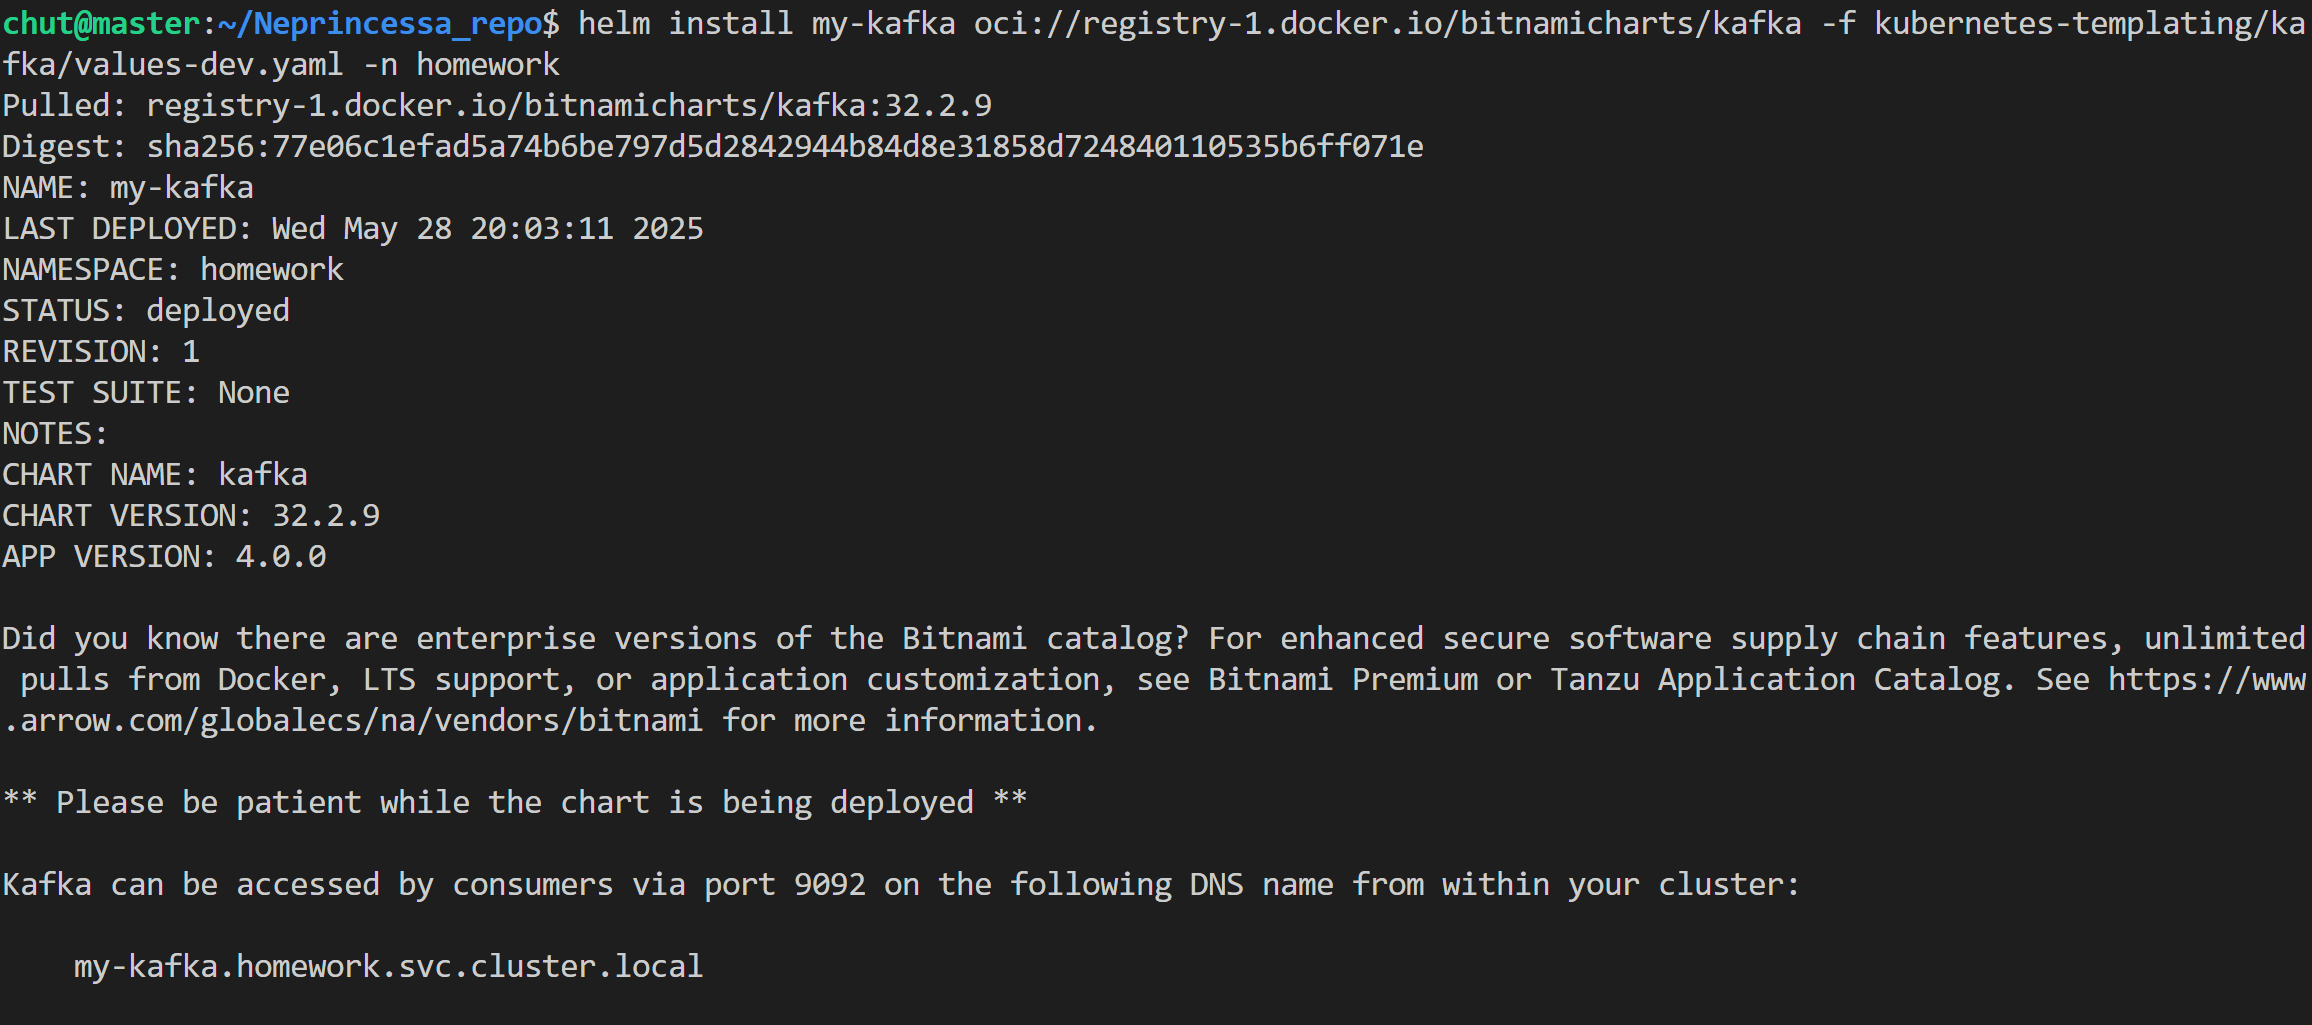 chut@master:~/Neprincessa_repo$ helm install my-kafka oci://registry-1.docker.io/bitnamicharts/kafka -f kubernetes-templating/ka
fka/values-dev.yaml -n homework
Pulled: registry-1.docker.io/bitnamicharts/kafka:32.2.9
Digest: sha256:77e06c1efad5a74b6be797d5d2842944b84d8e31858d724840110535b6ff071e
NAME: my-kafka
LAST DEPLOYED: Wed May 28 20:03:11 2025
NAMESPACE: homework
STATUS: deployed
REVISION: 1
TEST SUITE: None
NOTES:
CHART NAME: kafka
CHART VERSION: 32.2.9
APP VERSION: 4.0.0
Did you know there are enterprise versions of the Bitnami catalog? For enhanced secure software supply chain features, unlimited
 pulls from Docker, LTS support, or application customization, see Bitnami Premium or Tanzu Application Catalog. See https://www
.arrow.com/globalecs/na/vendors/bitnami for more information.
** Please be patient while the chart is being deployed **
Kafka can be accessed by consumers via port 9092 on the following DNS name from within your cluster:
    my-kafka.homework.svc.cluster.local